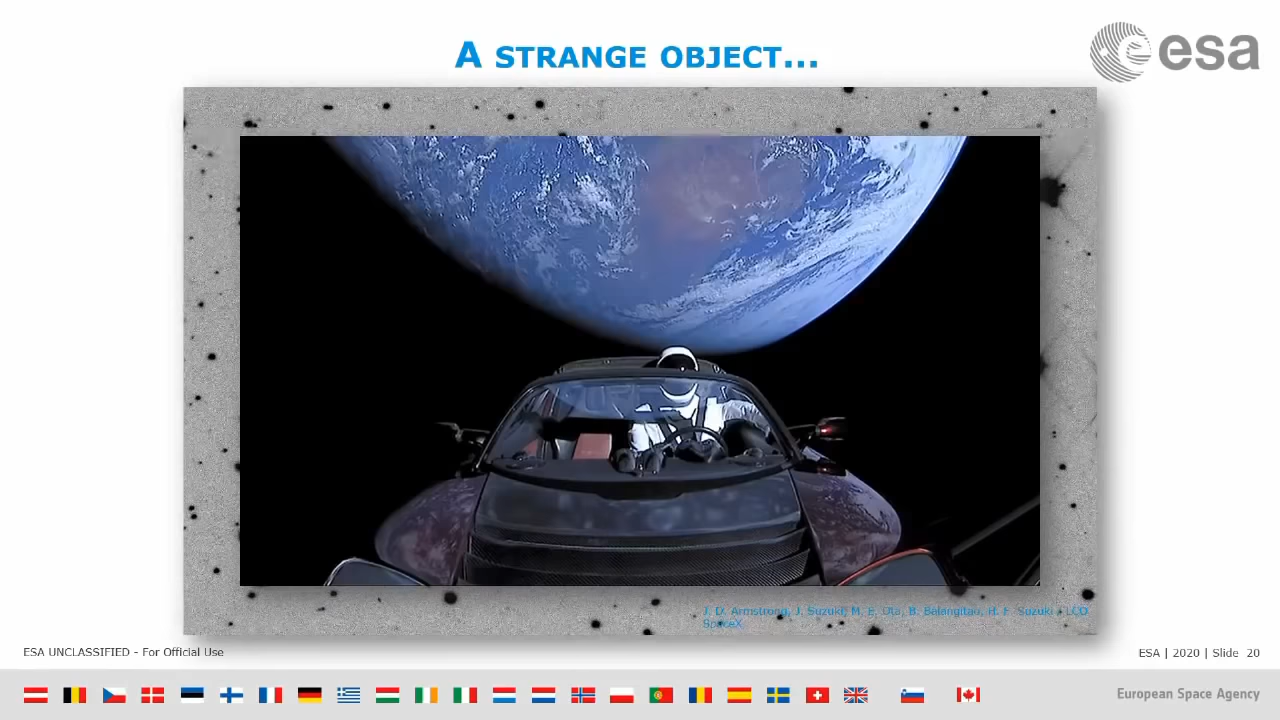 A STRANGE OBJECT...
esa
J. D. Armstrong, J. Suzuki, M. E. Ota, B. Balangitao, H. F. Suzuki - LCO
SpaceX
ESA UNCLASSIFIED - For Official Use
ESA | 2020 | Slide 20
European Space Agency